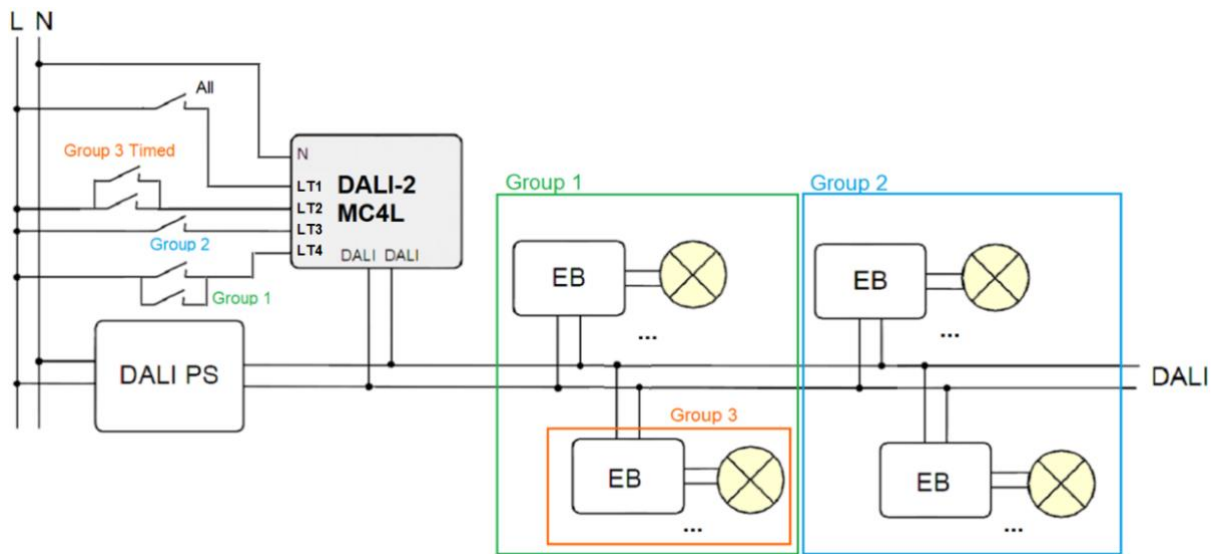 L N
All
Group 3 Timed
N
LT1
DALI-2
LT2
MC4L
LT3
Group 2
LT4
DALI DALI
Group 1
DALI PS
Group 1
Group 2
EB
...
EB
...
DALI
Group 3
EB
...
EB
...